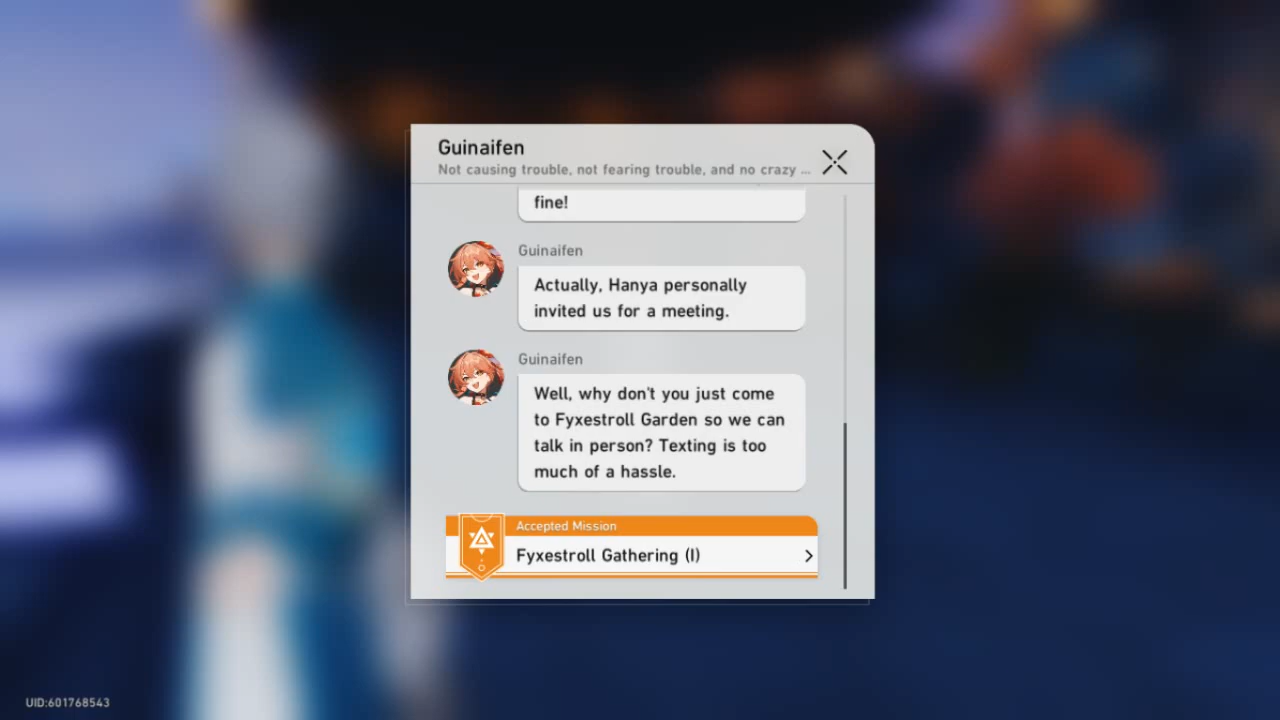 Guinaifen
Not causing trouble, not fearing trouble, and no crazy ...
fine!
Guinaifen
Actually, Hanya personally
invited us for a meeting.
Guinaifen
Well, why don't you just come
to Fyxestroll Garden so we can
talk in person? Texting is too
much of a hassle.
Accepted Mission
Fyxestroll Gathering (I)
UID:601768543